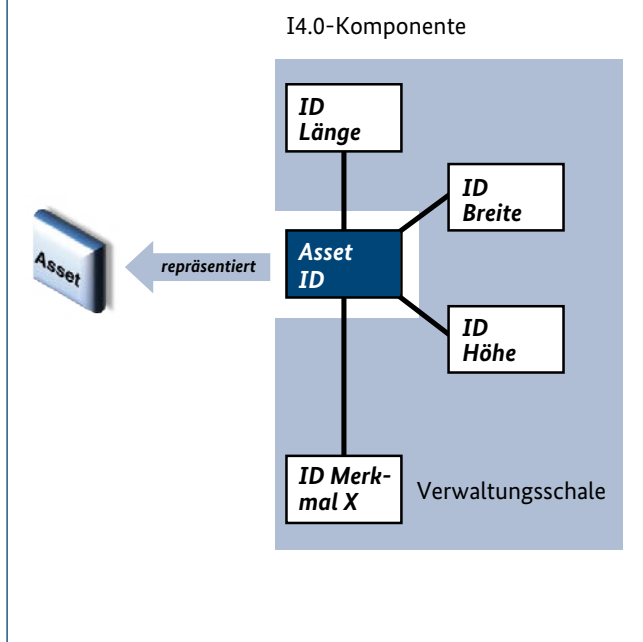 I4.0-Komponente
ID
Länge
ID
Breite
Asset
repräsentiert
Asset
ID
ID
Höhe
ID Merk-
mal X
Verwaltungsschale